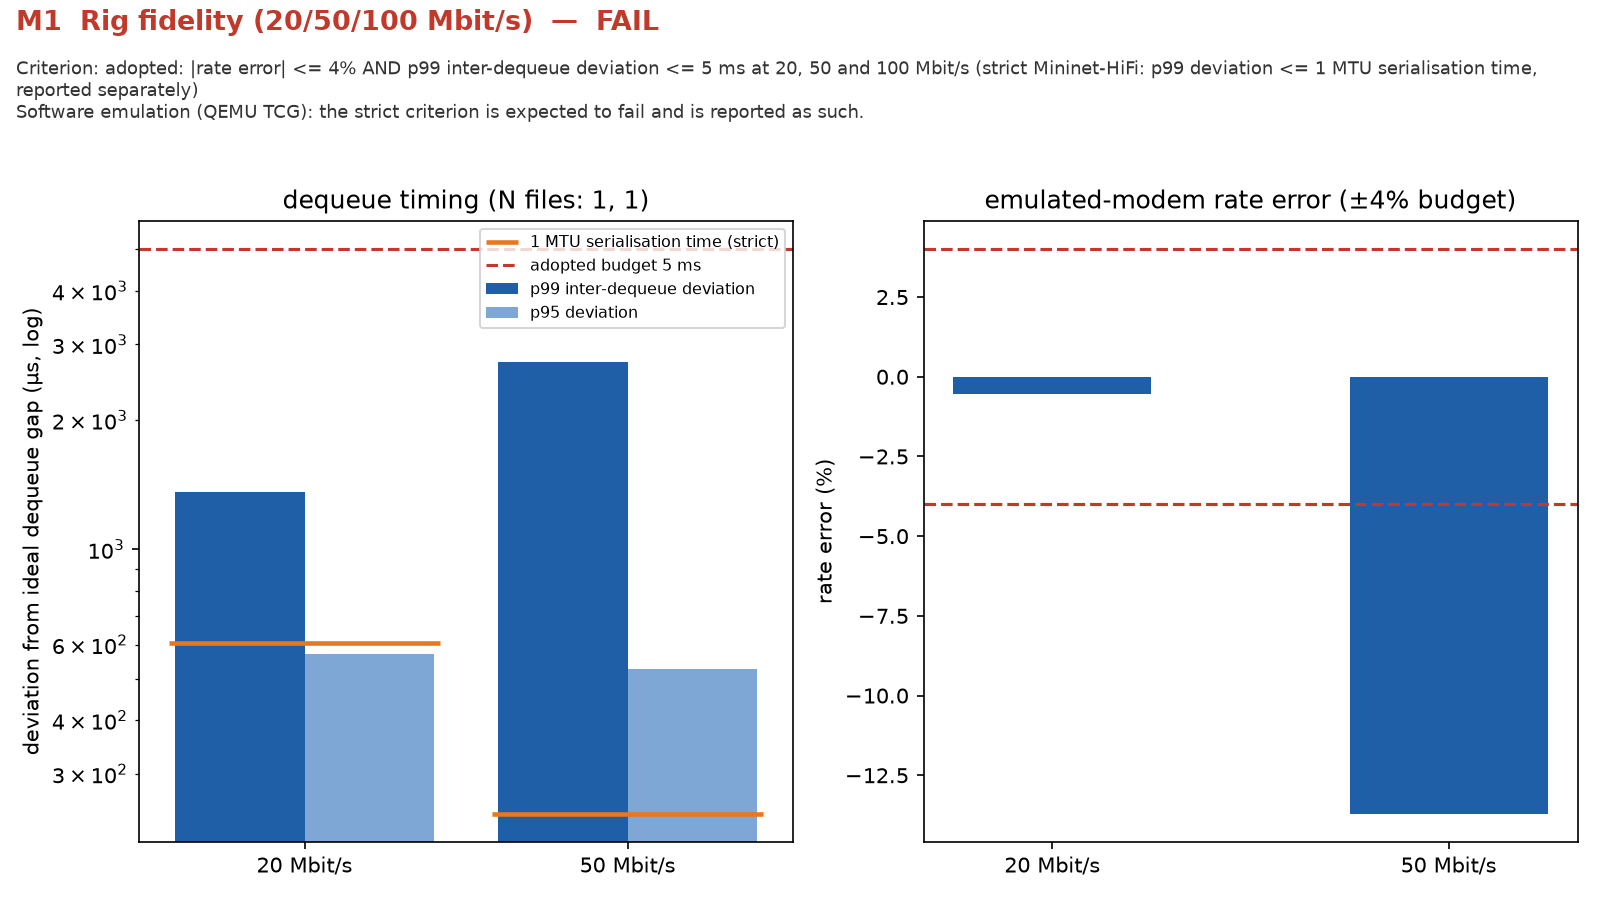 M1  Rig fidelity (20/50/100 Mbit/s)  —  FAIL
Criterion: adopted: |rate error| <= 4% AND p99 inter-dequeue deviation <= 5 ms at 20, 50 and 100 Mbit/s (strict Mininet-HiFi: p99 deviation <= 1 MTU serialisation time,
reported separately)
Software emulation (QEMU TCG): the strict criterion is expected to fail and is reported as such.
dequeue timing (N files: 1, 1)
1 MTU serialisation time (strict)
adopted budget 5 ms
p99 inter-dequeue deviation
p95 deviation
deviation from ideal dequeue gap (µs, log)
4 × 10³
3 × 10³
2 × 10³
10³
6 × 10²
4 × 10²
3 × 10²
20 Mbit/s
50 Mbit/s
emulated-modem rate error (±4% budget)
rate error (%)
2.5
0.0
−2.5
−5.0
−7.5
−10.0
−12.5
20 Mbit/s
50 Mbit/s